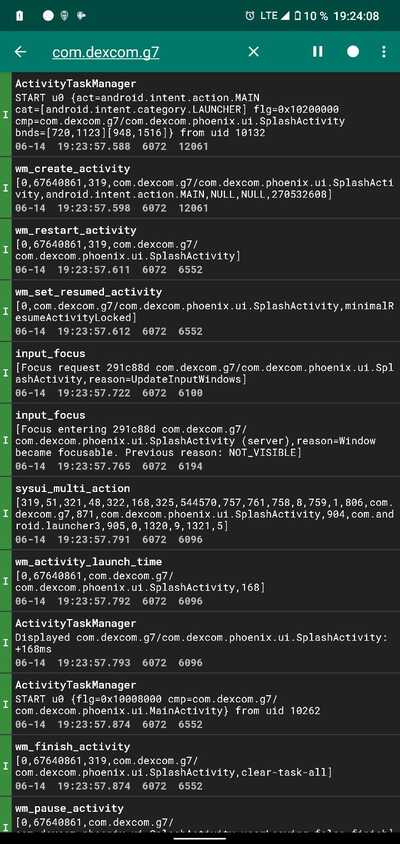 LTE 10 % 19:24:08
com.dexcom.g7
ActivityTaskManager
START u0 {act=android.intent.action.MAIN
cat=[android.intent.category.LAUNCHER] flg=0x10200000
cmp=com.dexcom.g7/com.dexcom.phoenix.ui.SplashActivity
bnds=[720,1123][948,1516]} from uid 10132
06-14 19:23:57.588 6072 12061
I
wm_create_activity
[0,67640861,319,com.dexcom.g7/com.dexcom.phoenix.ui.SplashActi
vity,android.intent.action.MAIN,NULL,NULL,270532608]
06-14 19:23:57.598 6072 12061
I
wm_restart_activity
[0,67640861,319,com.dexcom.g7/
com.dexcom.phoenix.ui.SplashActivity]
06-14 19:23:57.611 6072 6552
I
wm_set_resumed_activity
[0,com.dexcom.g7/com.dexcom.phoenix.ui.SplashActivity,minimalR
esumeActivityLocked]
06-14 19:23:57.612 6072 6552
I
input_focus
[Focus request 291c88d com.dexcom.g7/com.dexcom.phoenix.ui.Spl
ashActivity,reason=UpdateInputWindows]
06-14 19:23:57.722 6072 6100
I
input_focus
[Focus entering 291c88d com.dexcom.g7/
com.dexcom.phoenix.ui.SplashActivity (server),reason=Window
became focusable. Previous reason: NOT_VISIBLE]
06-14 19:23:57.765 6072 6194
I
sysui_multi_action
[319,51,321,48,322,168,325,544570,757,761,758,8,759,1,806,com.
dexcom.g7,871,com.dexcom.phoenix.ui.SplashActivity,904,com.and
roid.launcher3,905,0,1320,9,1321,5]
06-14 19:23:57.791 6072 6096
I
wm_activity_launch_time
[0,67640861,com.dexcom.g7/
com.dexcom.phoenix.ui.SplashActivity,168]
06-14 19:23:57.792 6072 6096
I
ActivityTaskManager
Displayed com.dexcom.g7/com.dexcom.phoenix.ui.SplashActivity:
+168ms
06-14 19:23:57.793 6072 6096
I
ActivityTaskManager
START u0 {flg=0x10008000 cmp=com.dexcom.g7/
com.dexcom.phoenix.ui.MainActivity} from uid 10262
06-14 19:23:57.874 6072 6552
I
wm_finish_activity
[0,67640861,319,com.dexcom.g7/
com.dexcom.phoenix.ui.SplashActivity,clear-task-all]
06-14 19:23:57.874 6072 6552
I
wm_pause_activity
[0,67640861,com.dexcom.g7/
I